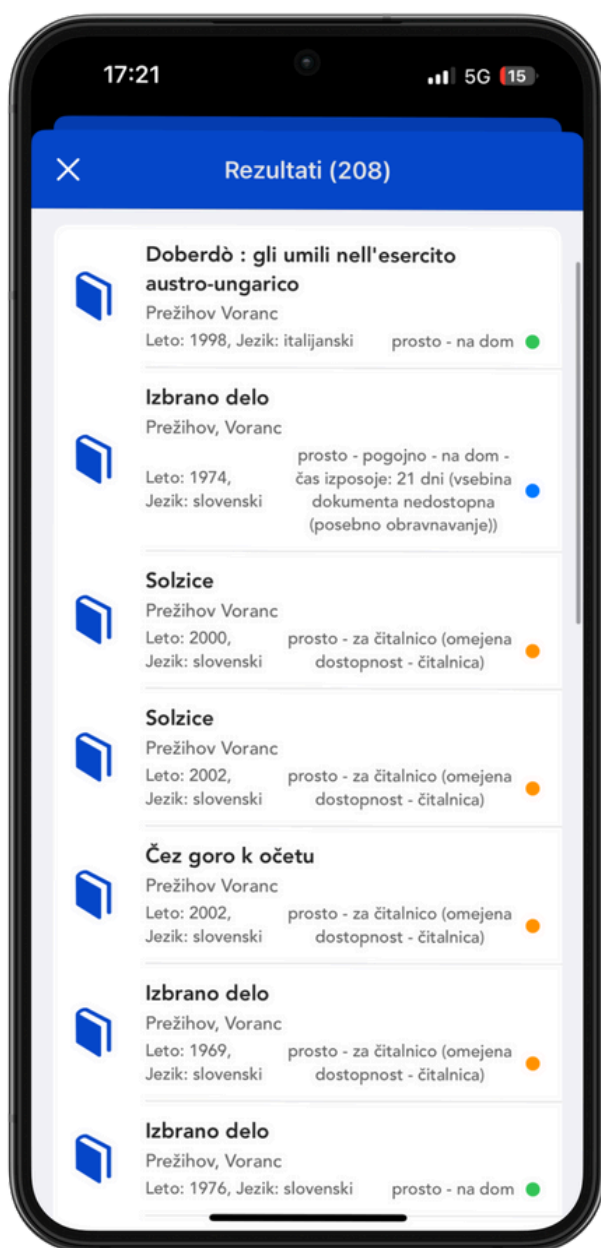 17:21
5G 15
Rezultati (208)
Doberdò : gli umili nell'esercito
austro-ungarico
Prežihov Voranc
Leto: 1998, Jezik: italijanski prosto - na dom
Izbrano delo
Prežihov, Voranc
Leto: 1974,
Jezik: slovenski
prosto - pogojno - na dom -
čas izposoje: 21 dni (vsebina
dokumenta nedostopna
(posebno obravnavanje))
Solzice
Prežihov Voranc
Leto: 2000,
Jezik: slovenski
prosto - za čitalnico (omejena
dostopnost - čitalnica)
Solzice
Prežihov Voranc
Leto: 2002,
Jezik: slovenski
prosto - za čitalnico (omejena
dostopnost - čitalnica)
Čez goro k očetu
Prežihov Voranc
Leto: 2002,
Jezik: slovenski
prosto - za čitalnico (omejena
dostopnost - čitalnica)
Izbrano delo
Prežihov, Voranc
Leto: 1969,
Jezik: slovenski
prosto - za čitalnico (omejena
dostopnost - čitalnica)
Izbrano delo
Prežihov, Voranc
Leto: 1976, Jezik: slovenski prosto - na dom